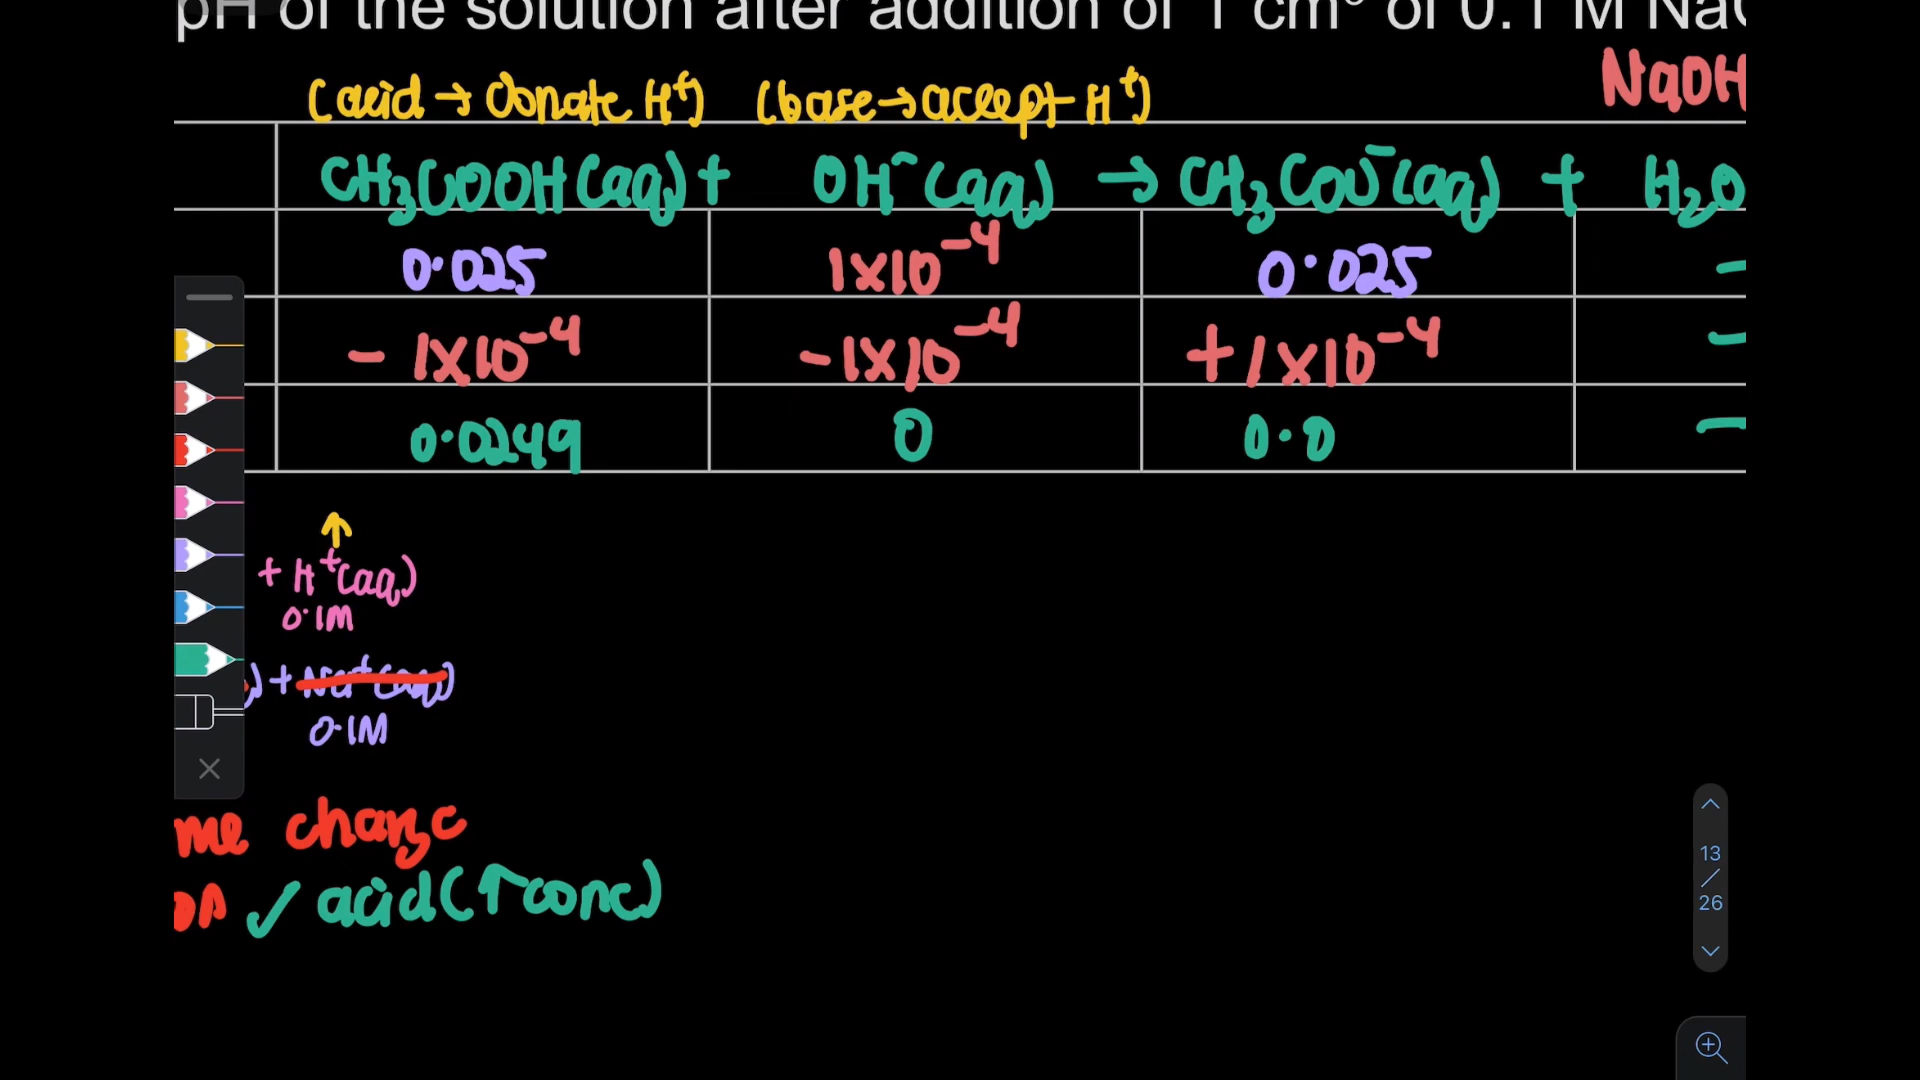 pH of the solution after addition of 1 cm³ of 0.1 M Na
(acid → donate H⁺) (base → accept H⁺) NaOH
CH₃COOH(aq) + OH⁻(aq) → CH₃COO⁻(aq) + H₂O
0.025 1x10⁻⁴ 0.025 -
- 1x10⁻⁴ - 1x10⁻⁴ + 1x10⁻⁴ -
0.0249 0 0.0 -
↑
+ H⁺(aq)
0.1M
) + Na⁺(aq)
0.1M
me change
✓ acid (↑conc)
13
/
26